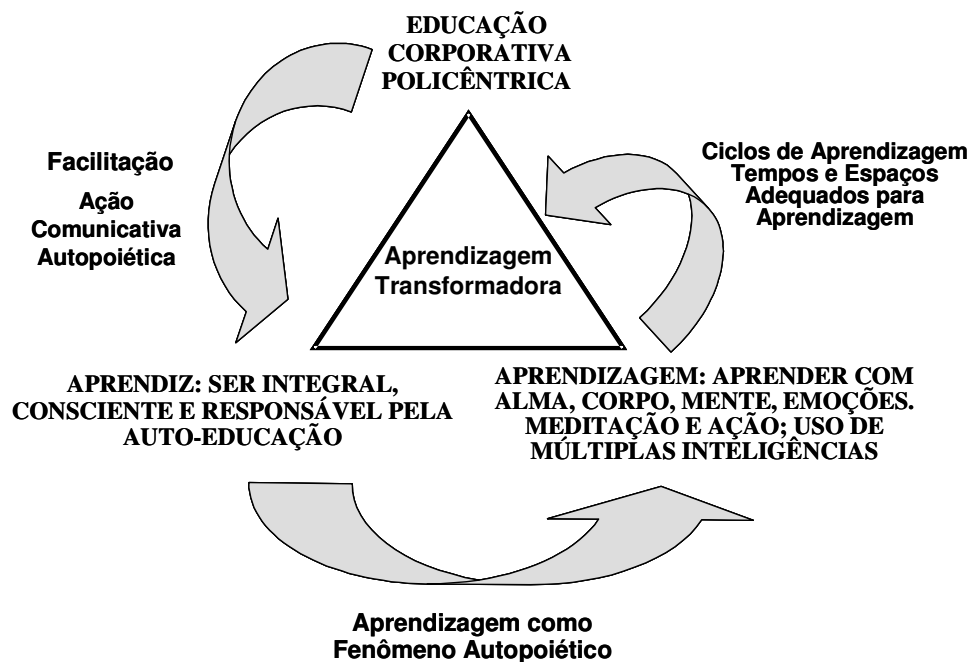 EDUCAÇÃO
CORPORATIVA
POLICÊNTRICA
Facilitação
Ação
Comunicativa
Autopoiética
Ciclos de Aprendizagem
Tempos e Espaços
Adequados para
Aprendizagem
Aprendizagem
Transformadora
APRENDIZ: SER INTEGRAL,
CONSCIENTE E RESPONSÁVEL PELA
AUTO-EDUCAÇÃO
APRENDIZAGEM: APRENDER COM
ALMA, CORPO, MENTE, EMOÇÕES.
MEDITAÇÃO E AÇÃO; USO DE
MÚLTIPLAS INTELIGÊNCIAS
Aprendizagem como
Fenômeno Autopoiético